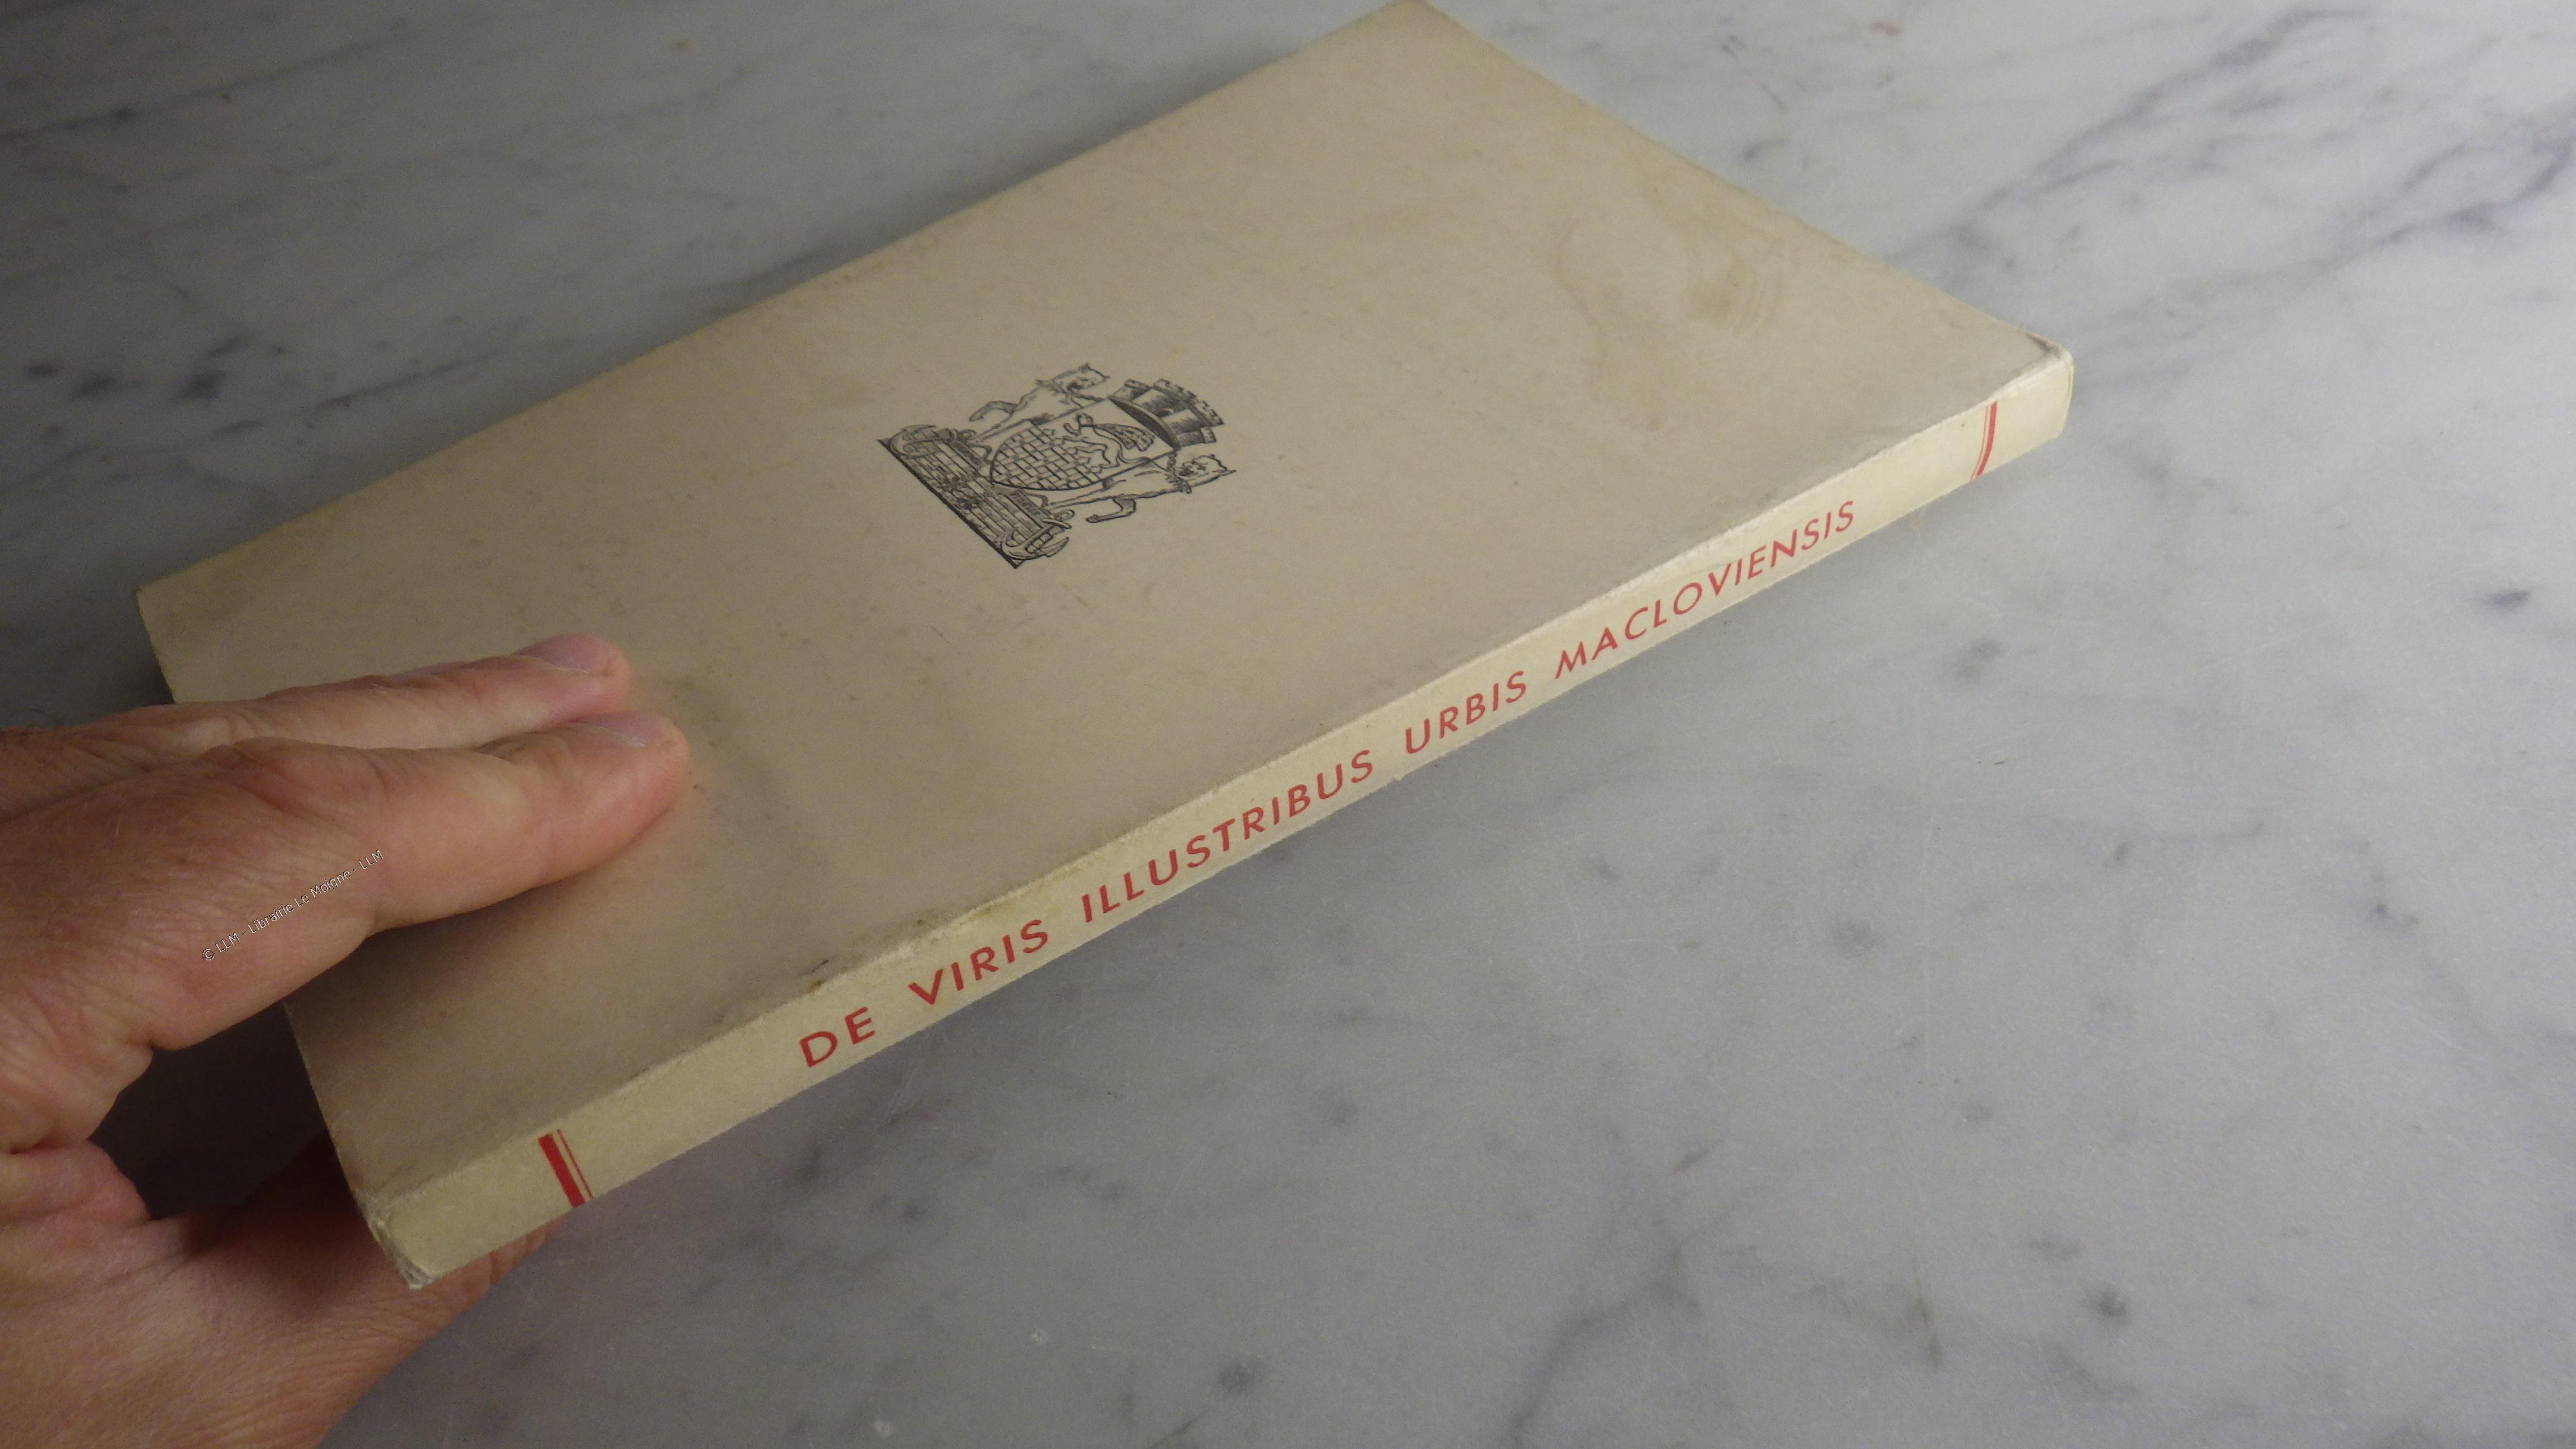 DE VIRIS ILLUSTRIBUS URBIS MACLOVIENSIS
© LLM - Librairie Le Moigne - LLM